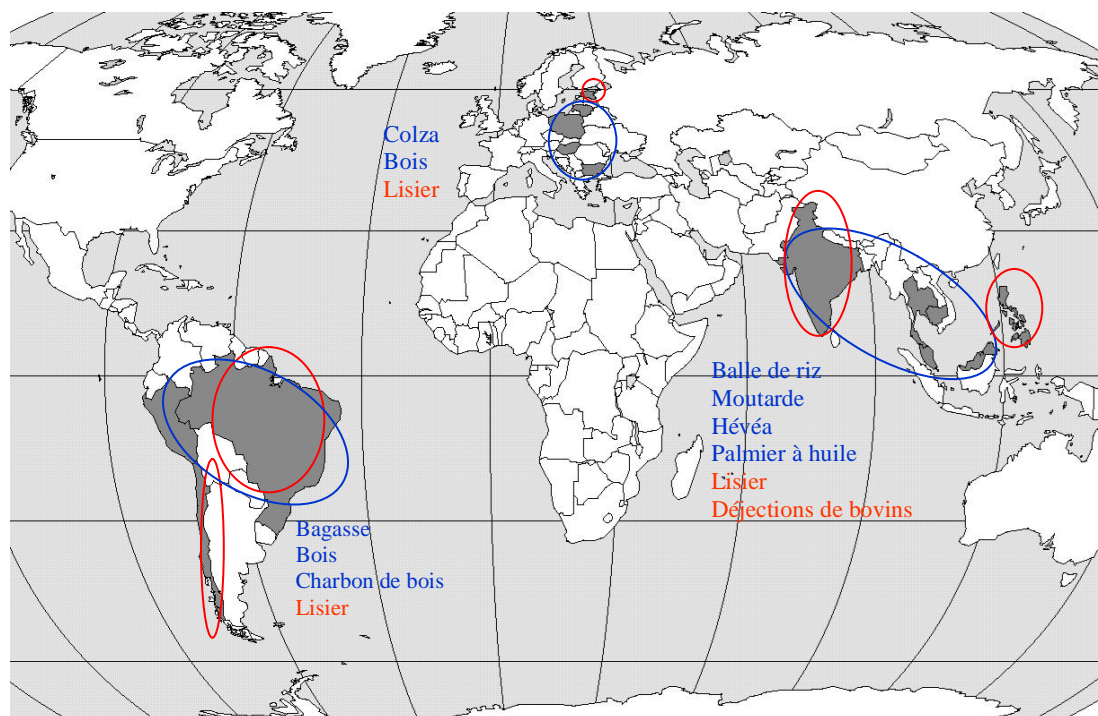 Colza
Bois
Lisier
Balle de riz
Moutarde
Hévéa
Palmier à huile
Lisier
Déjections de bovins
Bagasse
Bois
Charbon de bois
Lisier